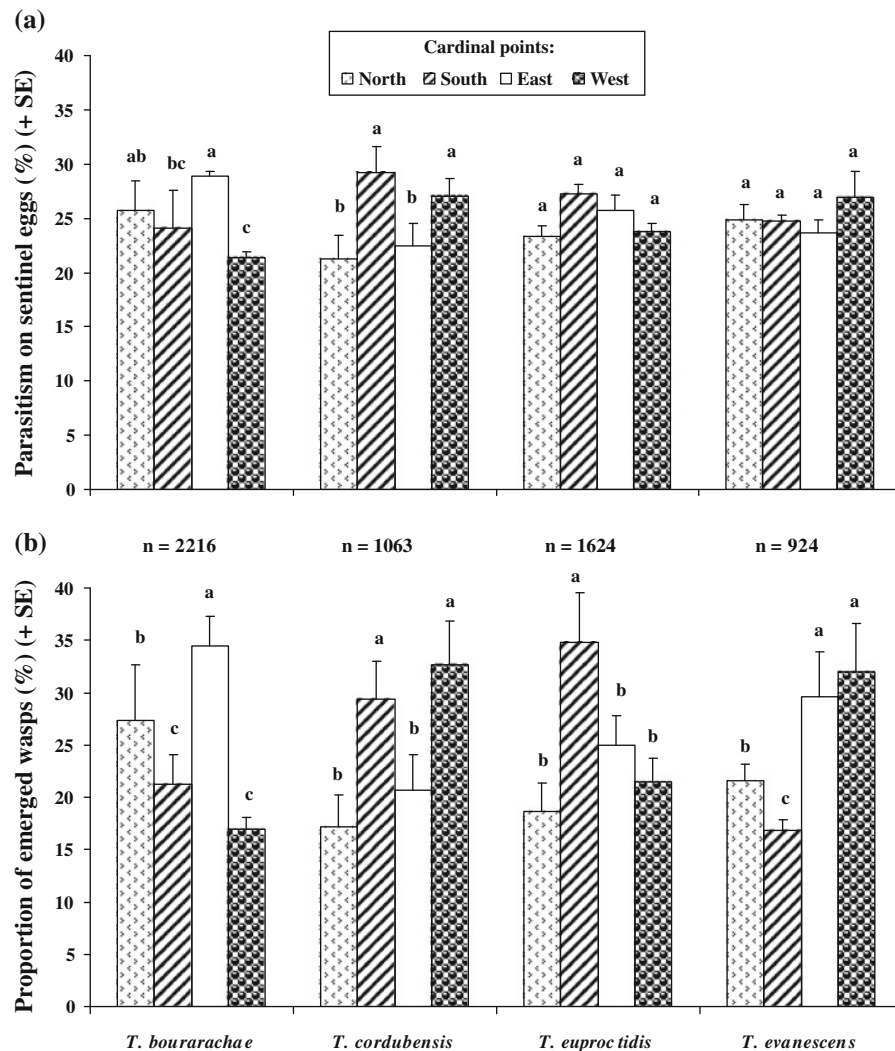 (a)
Cardinal points:
North South East West
Parasitism on sentinel eggs (%) (+ SE)
40
35
30
25
20
15
10
5
0
ab bc a c
b a b a
a a a a
a a a a
(b)
n = 2216 n = 1063 n = 1624 n = 924
Proportion of emerged wasps (%) (+ SE)
40
35
30
25
20
15
10
5
0
b c a c
b a b a
b a b b
b c a a
T. bourarachae T. cordubensis T. euproctidis T. evanescens